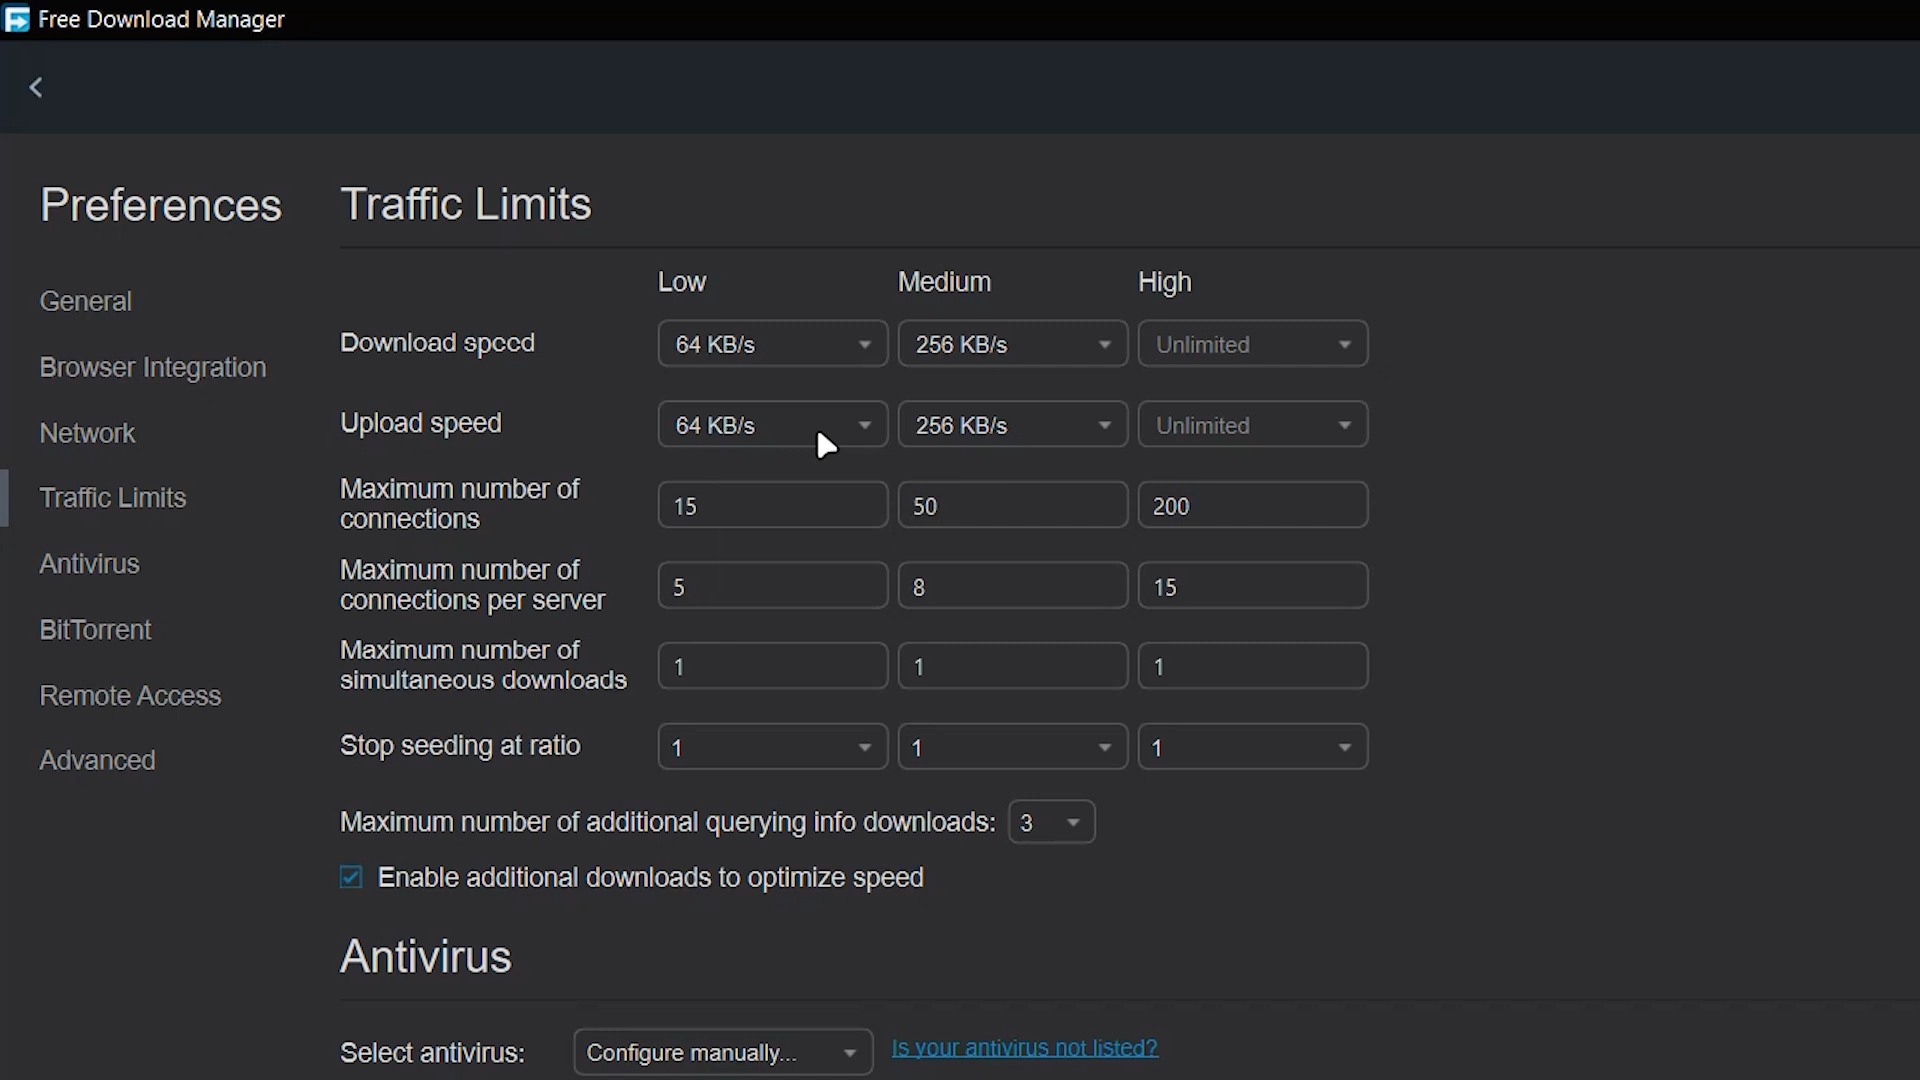 Free Download Manager
Preferences
General
Browser Integration
Network
Traffic Limits
Antivirus
BitTorrent
Remote Access
Advanced
Traffic Limits
Low Medium High
Download speed 64 KB/s 256 KB/s Unlimited
Upload speed 64 KB/s 256 KB/s Unlimited
Maximum number of
connections 15 50 200
Maximum number of
connections per server 5 8 15
Maximum number of
simultaneous downloads 1 1 1
Stop seeding at ratio 1 1 1
Maximum number of additional querying info downloads: 3
Enable additional downloads to optimize speed
Antivirus
Select antivirus: Configure manually... Is your antivirus not listed?